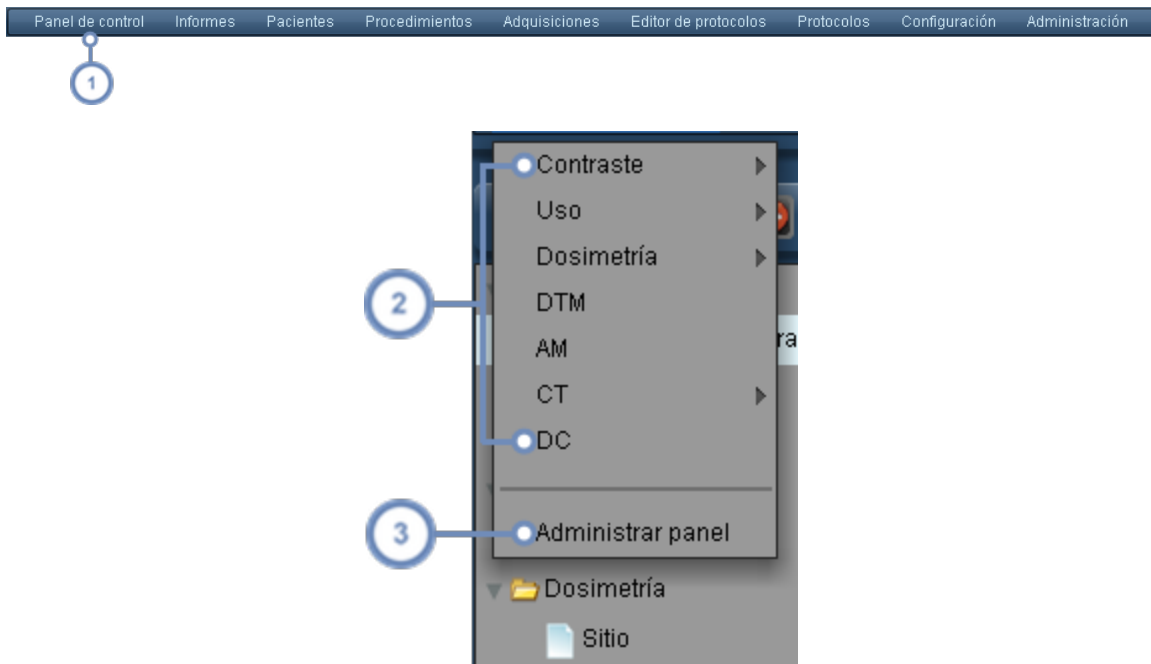 Panel de control Informes Pacientes Procedimientos Adquisiciones Editor de protocolos Protocolos Configuración Administración
1
Contraste
Uso
2
Dosimetría
DTM
AM
ra
CT
DC
3
Administrar panel
Dosimetría
Sitio